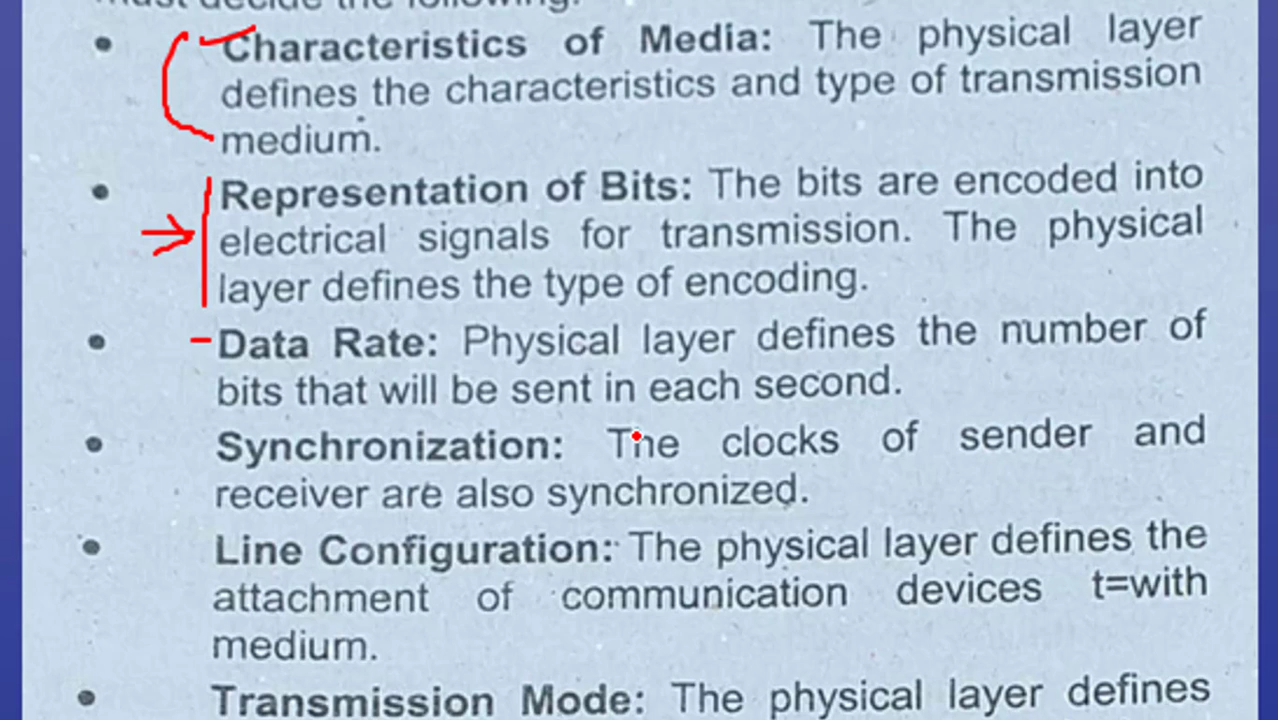 must decide the following:
• Characteristics of Media: The physical layer
defines the characteristics and type of transmission
medium.
• Representation of Bits: The bits are encoded into
electrical signals for transmission. The physical
layer defines the type of encoding.
• Data Rate: Physical layer defines the number of
bits that will be sent in each second.
• Synchronization: The clocks of sender and
receiver are also synchronized.
• Line Configuration: The physical layer defines the
attachment of communication devices t=with
medium.
• Transmission Mode: The physical layer defines